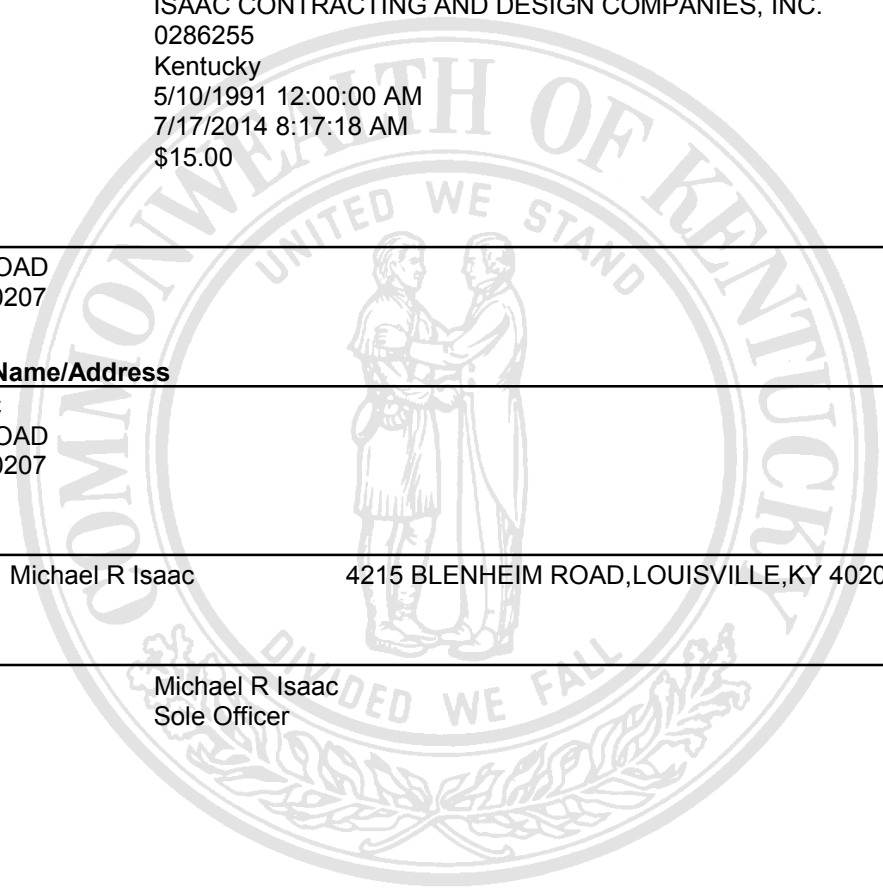 ISAAC CONTRACTING AND DESIGN COMPANIES, INC.
0286255
Kentucky
5/10/1991 12:00:00 AM
7/17/2014 8:17:18 AM
$15.00
COMMONWEALTH OF KENTUCKY
UNITED WE STAND
OAD
0207
Name/Address
OAD
0207
Michael R Isaac 4215 BLENHEIM ROAD,LOUISVILLE,KY 4020
DIVIDED WE FALL
Michael R Isaac
Sole Officer